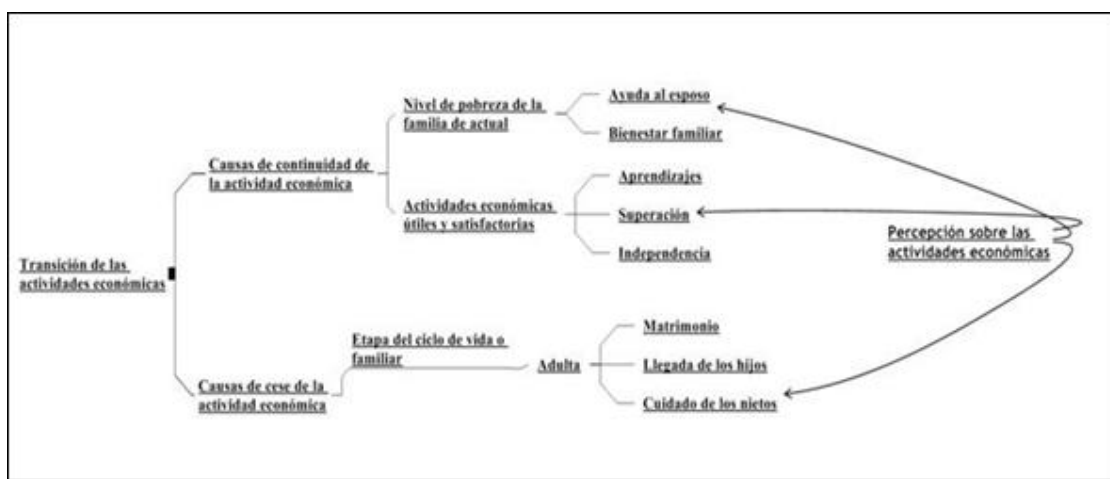 Transición de las
actividades económicas
Causas de continuidad de
la actividad económica
Nivel de pobreza de la
familia de actual
Ayuda al esposo
Bienestar familiar
Actividades económicas
útiles y satisfactorias
Aprendizajes
Superación
Independencia
Causas de cese de la
actividad económica
Etapa del ciclo de vida o
familiar
Adulta
Matrimonio
Llegada de los hijos
Cuidado de los nietos
Percepción sobre las
actividades económicas